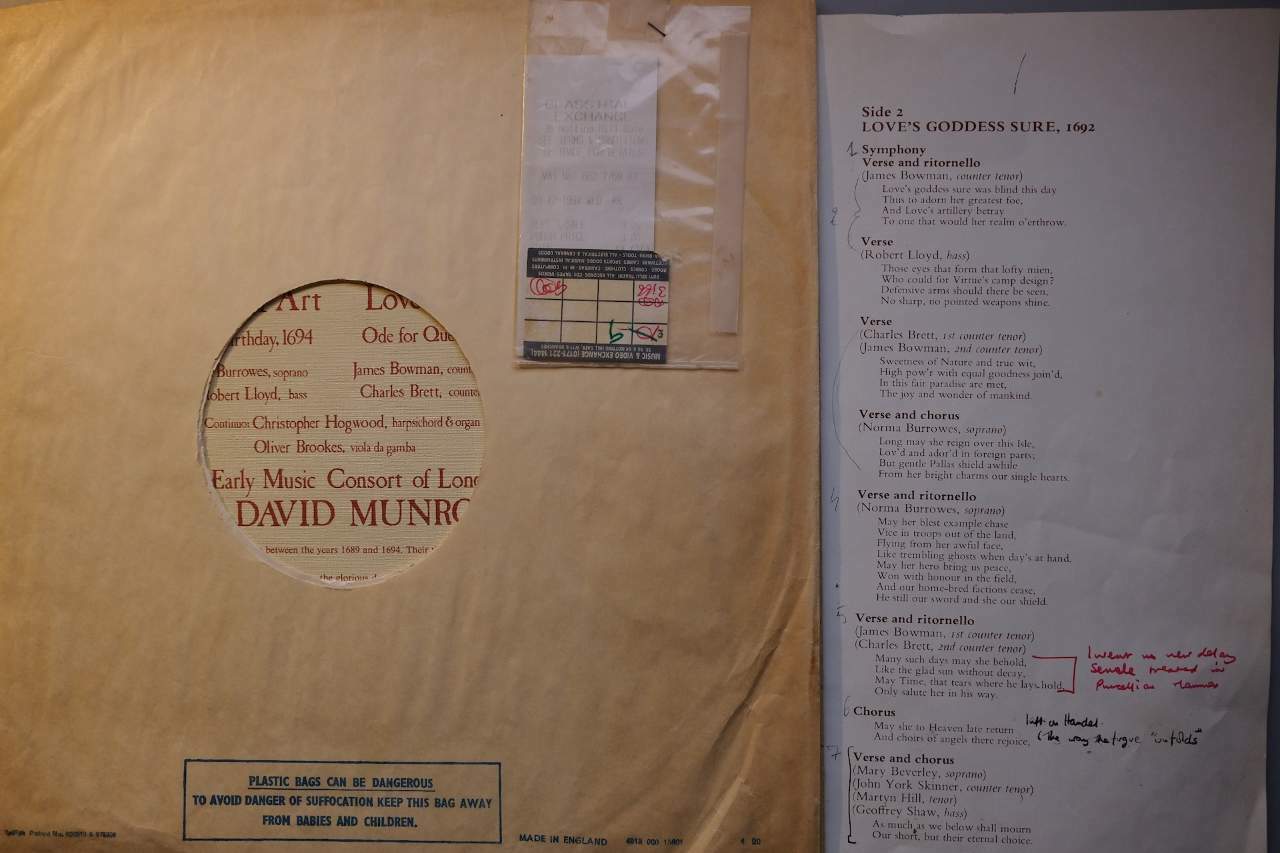 Art Love
rthday, 1694 Ode for Que
Burrowes, soprano James Bowman, count
obert Lloyd, bass Charles Brett, counte
Continuo: Christopher Hogwood, harpsichord & organ
Oliver Brookes, viola da gamba
Early Music Consort of Lond
DAVID MUNRO
between the years 1689 and 1694. Their
the glorious d
PLASTIC BAGS CAN BE DANGEROUS
TO AVOID DANGER OF SUFFOCATION KEEP THIS BAG AWAY
FROM BABIES AND CHILDREN.
MADE IN ENGLAND
EXCHANGE
MUSIC & VIDEO EXCHANGE
Side 2
LOVE'S GODDESS SURE, 1692
1 Symphony
Verse and ritornello
(James Bowman, counter tenor)
Love's goddess sure was blind this day
Thus to adorn her greatest foe,
And Love's artillery betray
To one that would her realm o'erthrow.
2
Verse
(Robert Lloyd, bass)
Those eyes that form that lofty mien,
Who could for Virtue's camp design?
Defensive arms should there be seen,
No sharp, no pointed weapons shine.
Verse
(Charles Brett, 1st counter tenor)
(James Bowman, 2nd counter tenor)
Sweetness of Nature and true wit,
High pow'r with equal goodness join'd,
In this fair paradise are met,
The joy and wonder of mankind.
Verse and chorus
(Norma Burrowes, soprano)
Long may she reign over this Isle,
Lov'd and ador'd in foreign parts;
But gentle Pallas shield awhile
From her bright charms our single hearts.
4 Verse and ritornello
(Norma Burrowes, soprano)
May her blest example chase
Vice in troops out of the land,
Flying from her awful face,
Like trembling ghosts when day's at hand.
May her hero bring us peace,
Won with honour in the field,
And our home-bred factions cease,
He still our sword and she our shield.
5 Verse and ritornello
(James Bowman, 1st counter tenor)
(Charles Brett, 2nd counter tenor)
Many such days may she behold,
Like the glad sun without decay,
May Time, that tears where he lays hold,
Only salute her in his way.
Semele treated in
Purcellian manner
6 Chorus
May she to Heaven late return
And choirs of angels there rejoice,
Handel.
(the way the fugue "unfolds"
7 Verse and chorus
(Mary Beverley, soprano)
(John York Skinner, counter tenor)
(Martyn Hill, tenor)
(Geoffrey Shaw, bass)
As much as we below shall mourn
Our short, but their eternal choice.